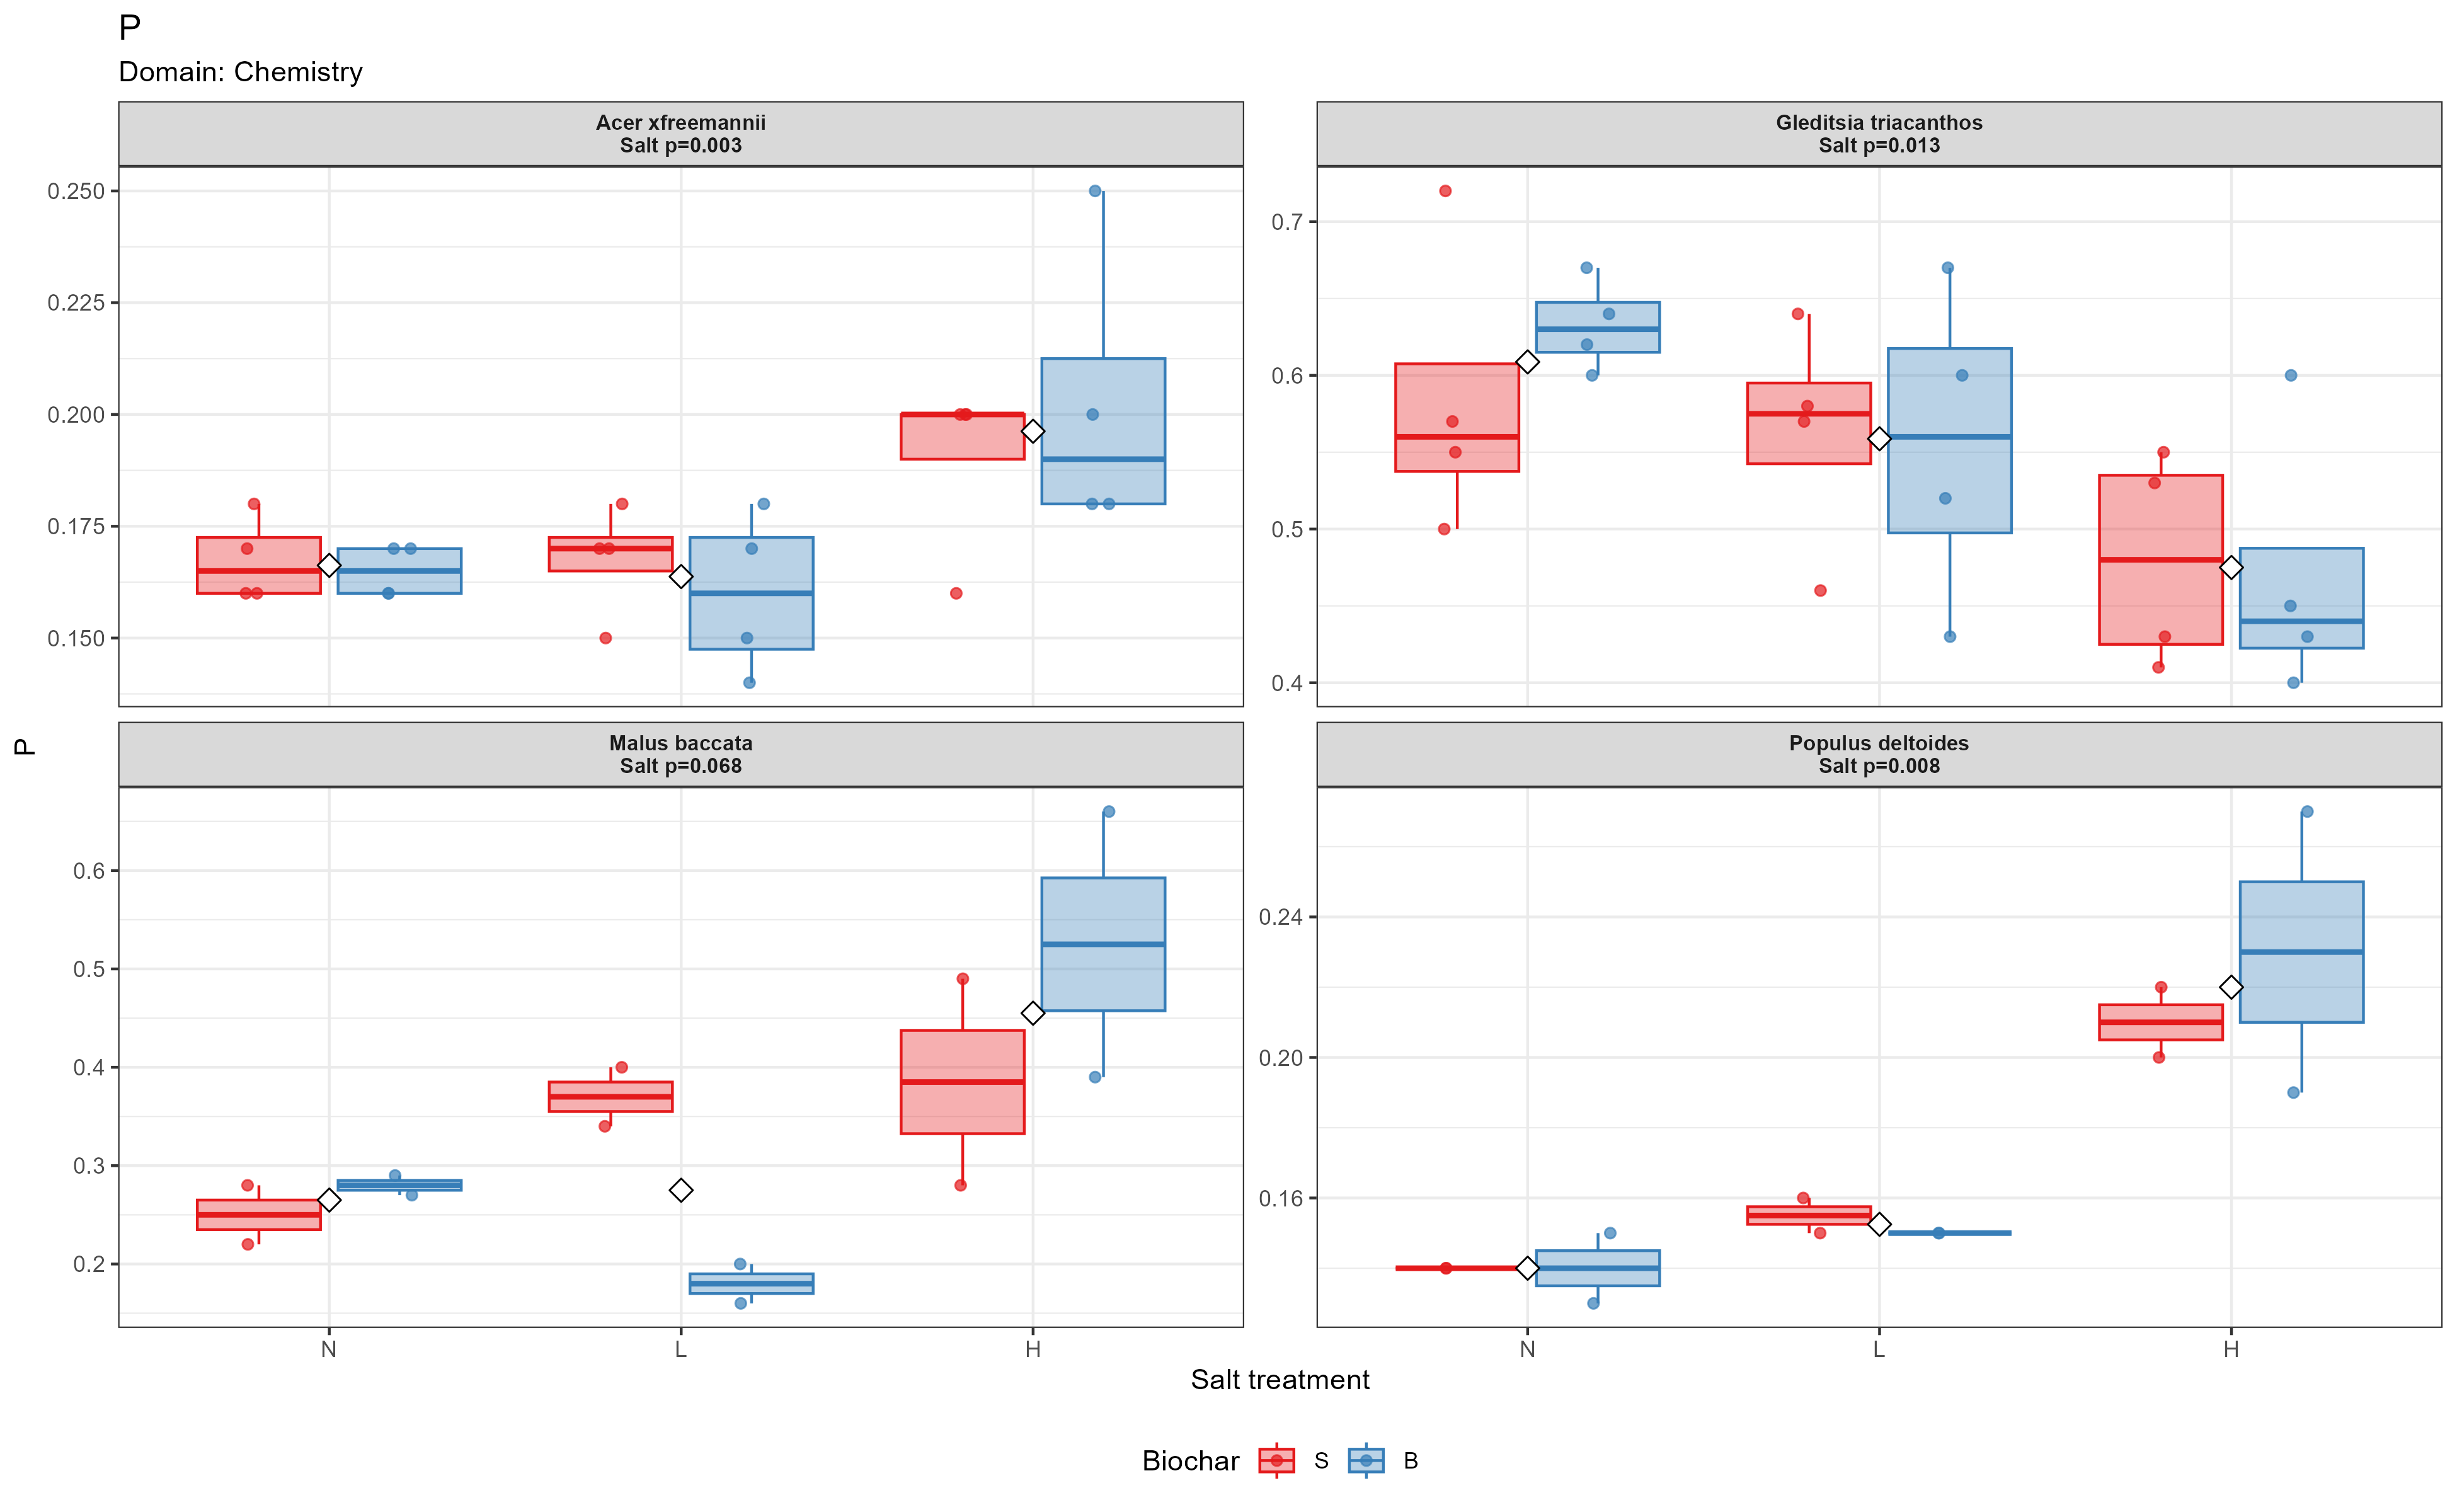 P
Domain: Chemistry
Acer xfreemannii
Salt p=0.003
Gleditsia triacanthos
Salt p=0.013
0.250
0.225
0.200
0.175
0.150
0.7
0.6
0.5
0.4
P
Malus baccata
Salt p=0.068
Populus deltoides
Salt p=0.008
0.6
0.5
0.4
0.3
0.2
0.24
0.20
0.16
N L H
N L H
Salt treatment
Biochar S B